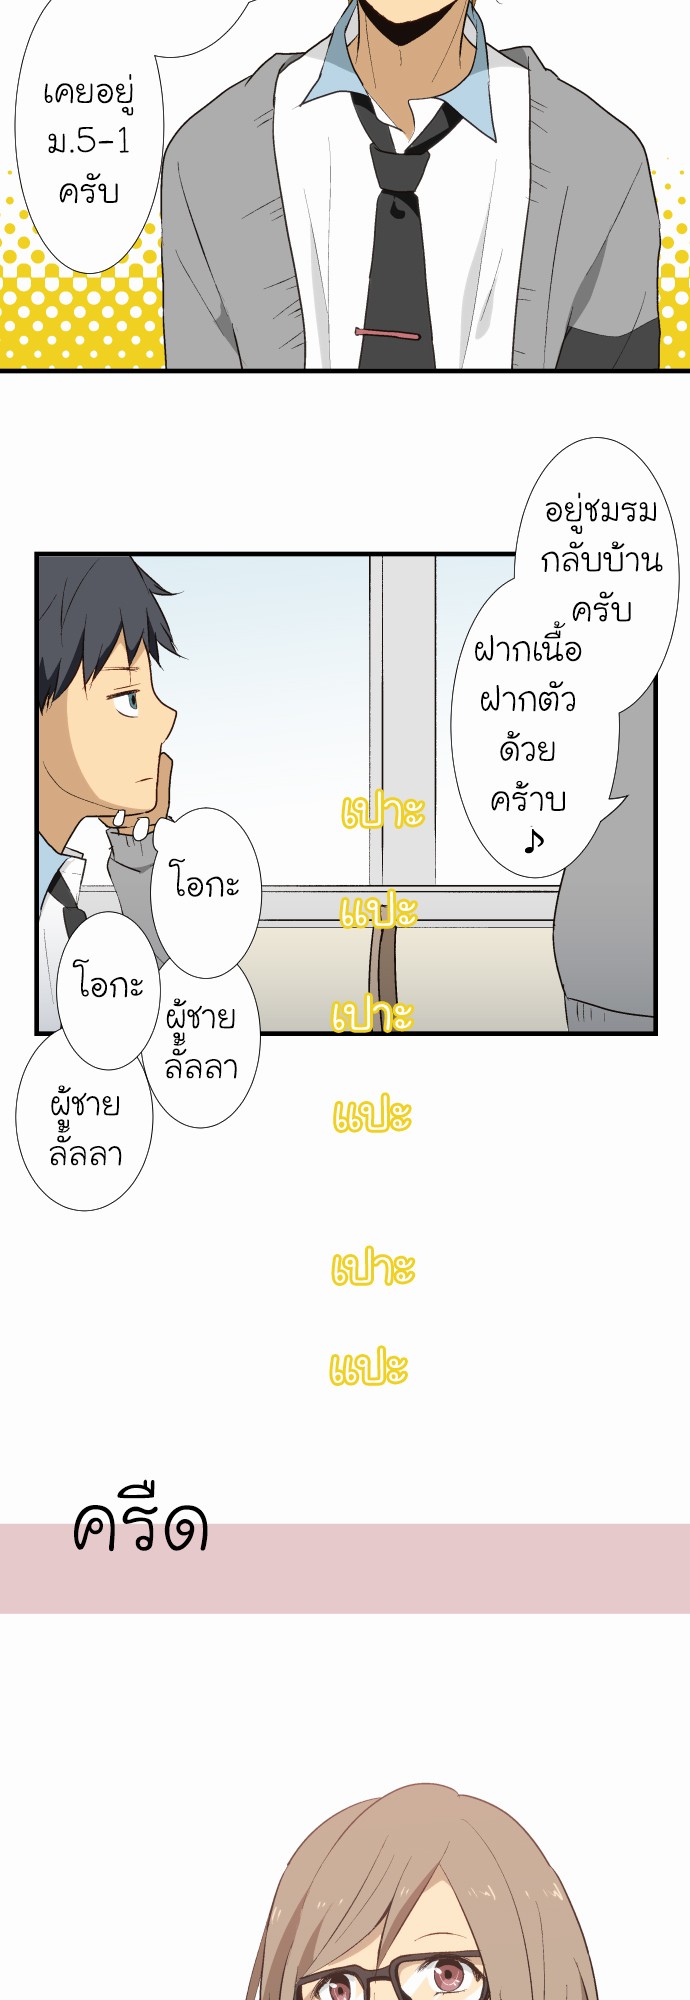 เคยอยู่
ม.5-1
ครับ
อยู่ชมรม
กลับบ้าน
ครับ
ฝากเนื้อ
ฝากตัว
ด้วย
คร้าบ
♪
เปาะ
แปะ
เปาะ
แปะ
เปาะ
แปะ
โอกะ
ผู้ชาย
ลั้ลลา
โอกะ
ผู้ชาย
ลั้ลลา
ครืด